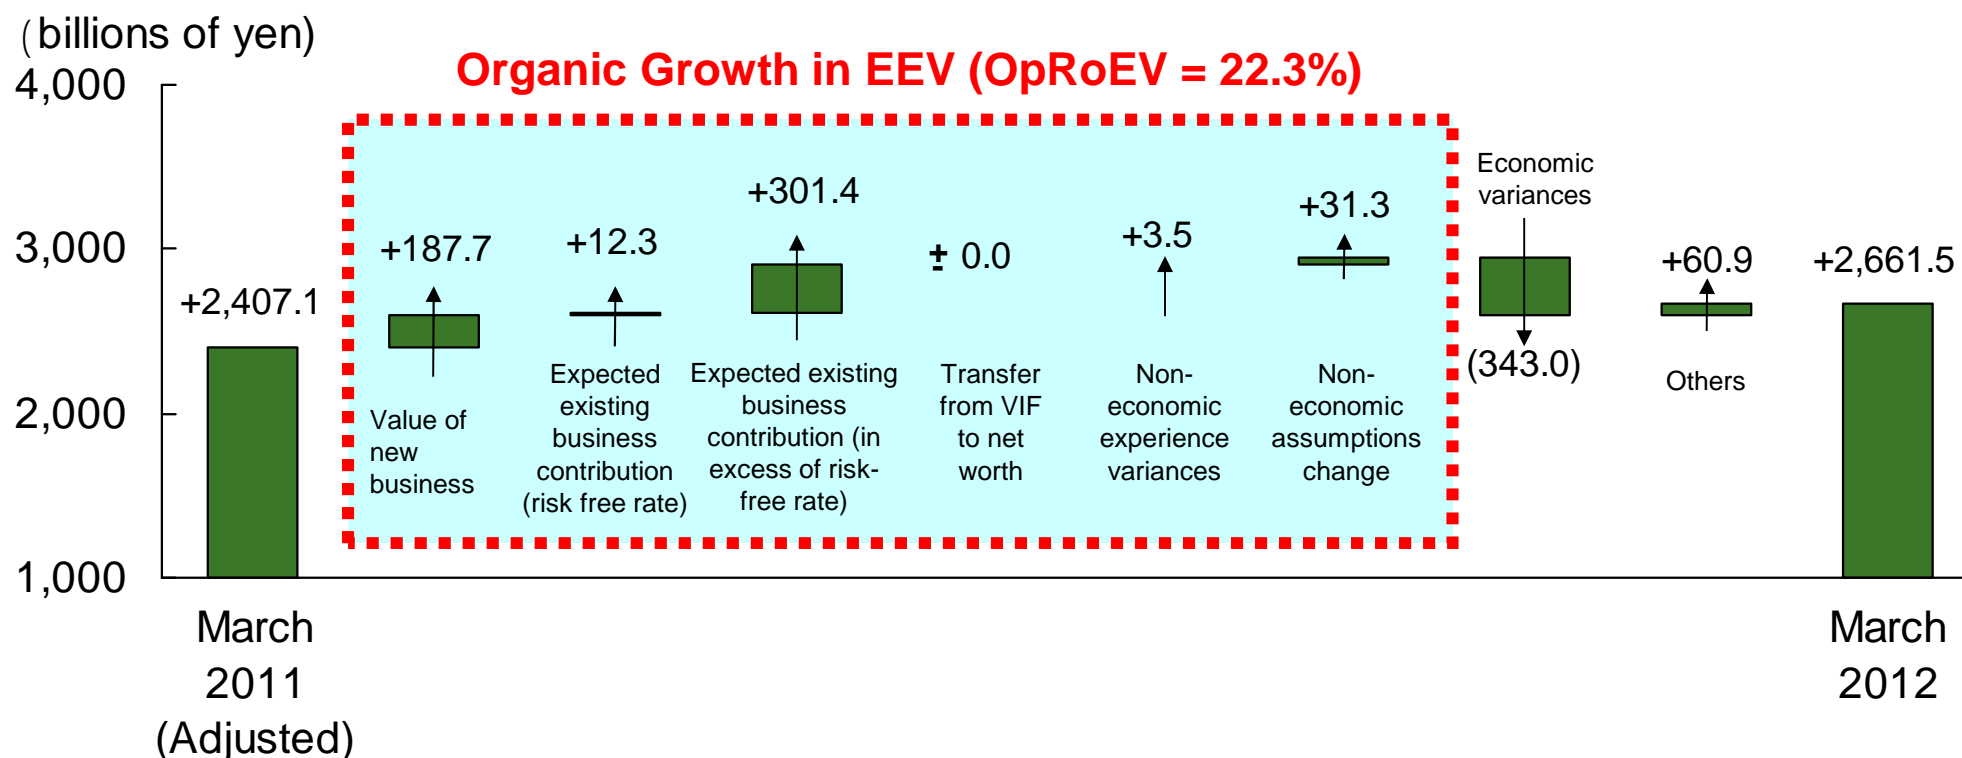 (billions of yen)
Organic Growth in EEV (OpRoEV = 22.3%)
4,000
3,000
2,000
1,000
+2,407.1
+187.7
Value of
new
business
+12.3
Expected
existing
business
contribution
(risk free rate)
+301.4
Expected existing
business
contribution (in
excess of risk-
free rate)
± 0.0
Transfer
from VIF
to net
worth
+3.5
Non-
economic
experience
variances
+31.3
Non-
economic
assumptions
change
Economic
variances
(343.0)
+60.9
Others
+2,661.5
March
2011
(Adjusted)
March
2012